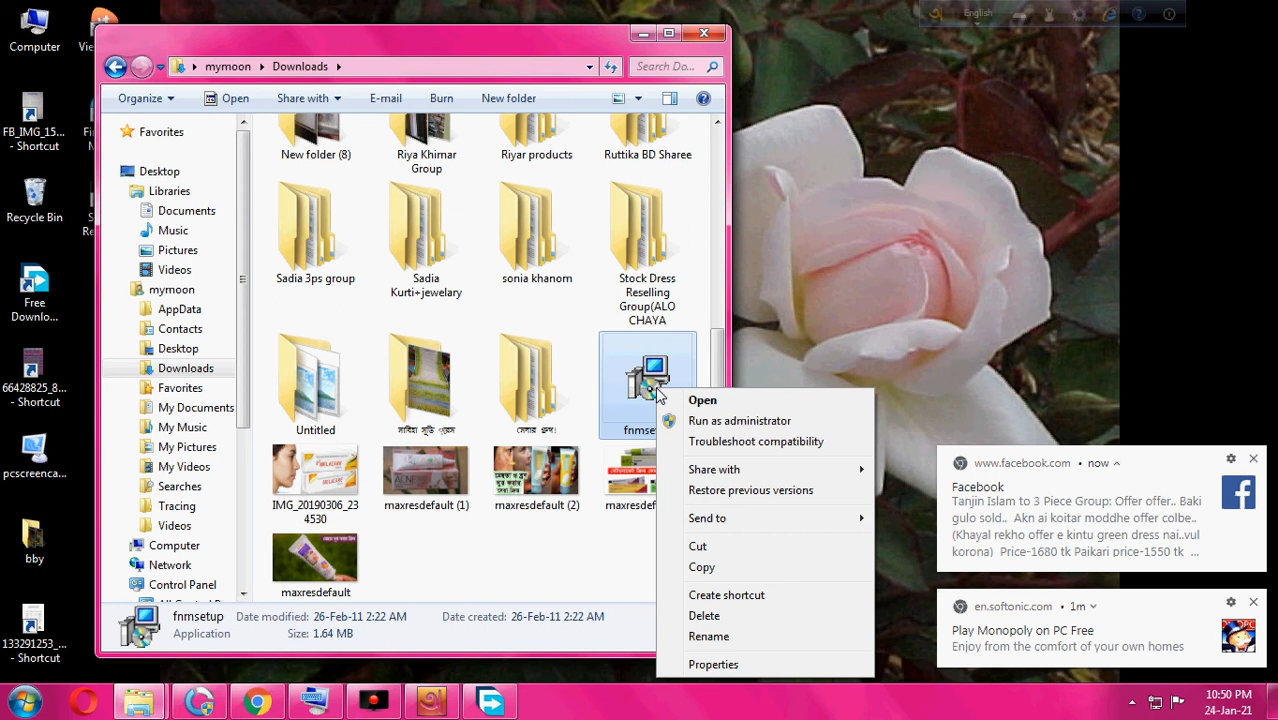 Computer
English
mymoon
Downloads
Search Do...
Organize
Open
Share with
E-mail
Burn
New folder
FB_IMG_15...
- Shortcut
Recycle Bin
Free
Downlo...
66428825_8...
- Shortcut
pcscreenca...
bby
133291253_...
- Shortcut
Favorites
Desktop
Libraries
Documents
Music
Pictures
Videos
mymoon
AppData
Contacts
Desktop
Downloads
Favorites
My Documents
My Music
My Pictures
My Videos
Searches
Tracing
Videos
Computer
Network
Control Panel
New folder (8)
Riya Khimar
Group
Riyar products
Ruttika BD Sharee
Sadia 3ps group
Sadia
Kurti+jewelary
sonia khanorn
Stock Dress
Reselling
Group(ALO
CHAYA
Untitled
IMG_20190306_23
4530
maxresdefault (1)
maxresdefault (2)
maxresdefault
fnmsetup
Application
Date modified: 26-Feb-11 2:22 AM
Size: 1.64 MB
Date created: 26-Feb-11 2:22 AM
Open
Run as administrator
Troubleshoot compatibility
Share with
Restore previous versions
Send to
Cut
Copy
Create shortcut
Delete
Rename
Properties
www.facebook.com • now
Facebook
Tanjin Islam to 3 Piece Group: Offer offer.. Baki
gulo sold.. Akn ai koitar moddhe offer colbe..
(Khayal rekho offer e kintu green dress nai..vul
korona) Price-1680 tk Paikari price-1550 tk ...
en.softonic.com • 1m
Play Monopoly on PC Free
Enjoy from the comfort of your own homes
10:50 PM
24-Jan-21